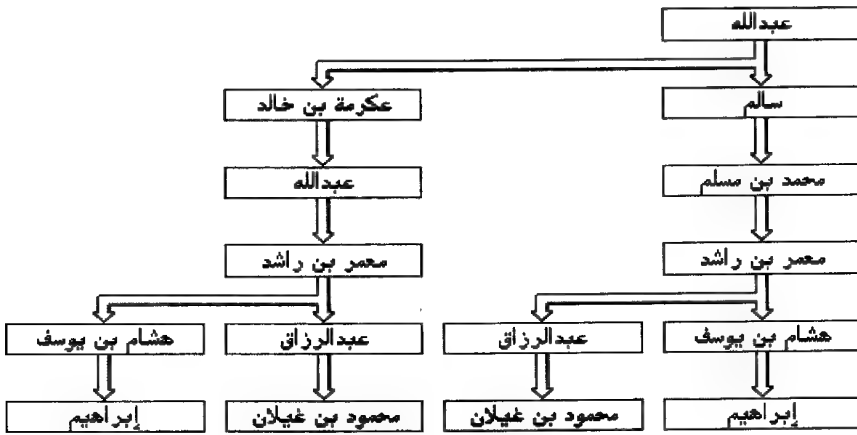 عبدالله
سالم
عكرمة بن خالد
محمد بن مسلم
عبدالله
معمر بن راشد
معمر بن راشد
هشام بن يوسف
عبدالرزاق
عبدالرزاق
هشام بن يوسف
إبراهيم
محمود بن غيلان
محمود بن غيلان
إبراهيم